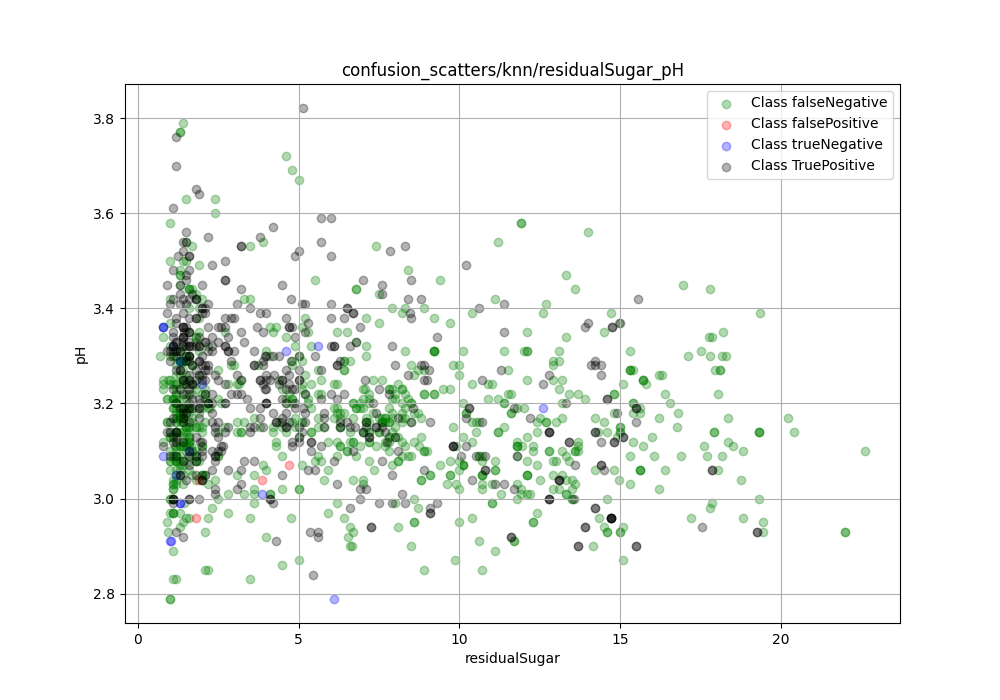 confusion_scatters/knn/residualSugar_pH
Class falseNegative
Class falsePositive
Class trueNegative
Class TruePositive
3.8
3.6
3.4
3.2
3.0
2.8
pH
0 5 10 15 20
residualSugar